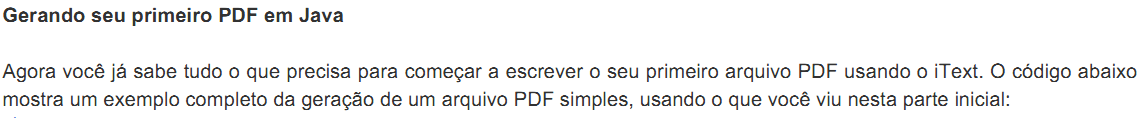 Gerando seu primeiro PDF em Java
Agora você já sabe tudo o que precisa para começar a escrever o seu primeiro arquivo PDF usando o iText. O código abaixo
mostra um exemplo completo da geração de um arquivo PDF simples, usando o que você viu nesta parte inicial: